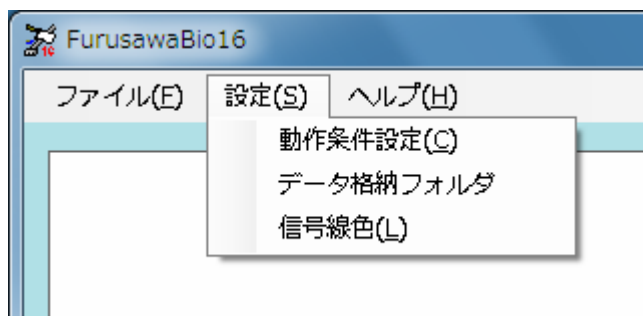 FurusawaBio16
ファイル(F) 設定(S) ヘルプ(H)
動作条件設定(C)
データ格納フォルダ
信号線色(L)